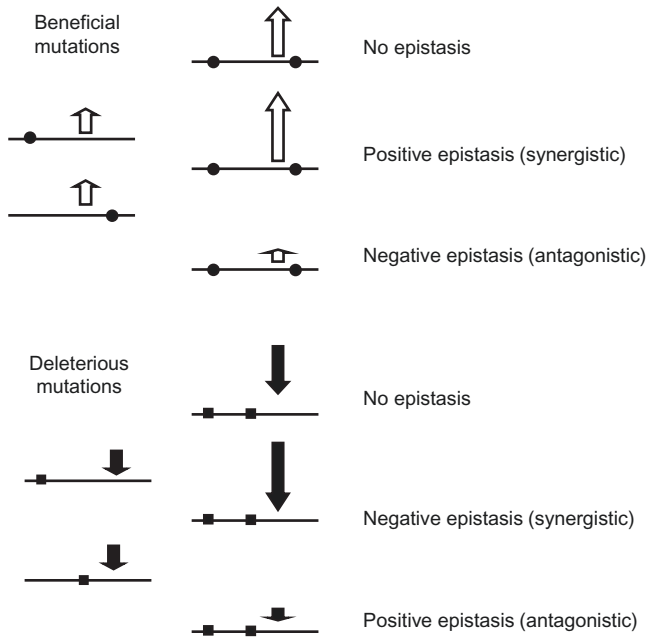 Beneficial
mutations
No epistasis
Positive epistasis (synergistic)
Negative epistasis (antagonistic)
Deleterious
mutations
No epistasis
Negative epistasis (synergistic)
Positive epistasis (antagonistic)